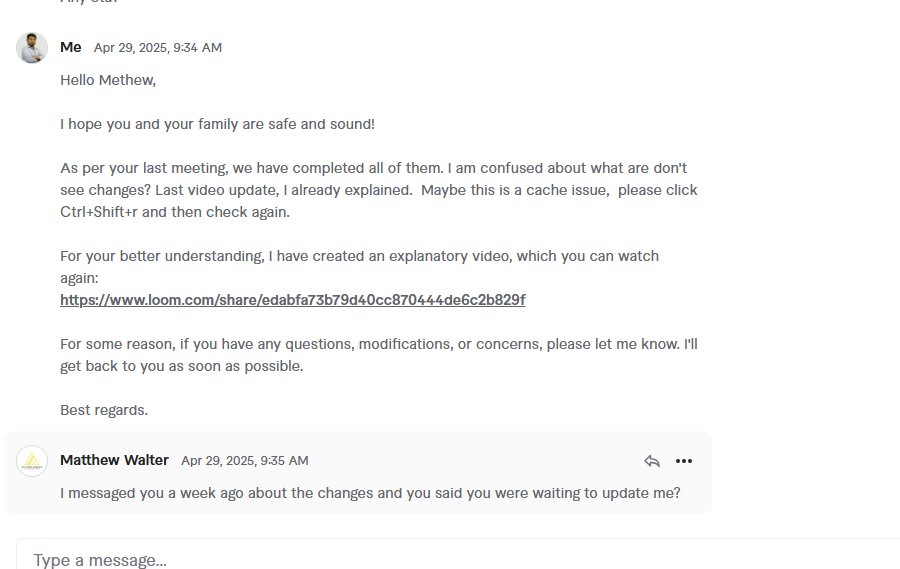 Me Apr 29, 2025, 9:34 AM
Hello Methew,
I hope you and your family are safe and sound!
As per your last meeting, we have completed all of them. I am confused about what are don't
see changes? Last video update, I already explained.  Maybe this is a cache issue,  please click
Ctrl+Shift+r and then check again.
For your better understanding, I have created an explanatory video, which you can watch
again:
https://www.loom.com/share/edabfa73b79d40cc870444de6c2b829f
For some reason, if you have any questions, modifications, or concerns, please let me know. I'll
get back to you as soon as possible.
Best regards.
Matthew Walter Apr 29, 2025, 9:35 AM
I messaged you a week ago about the changes and you said you were waiting to update me?
Type a message...